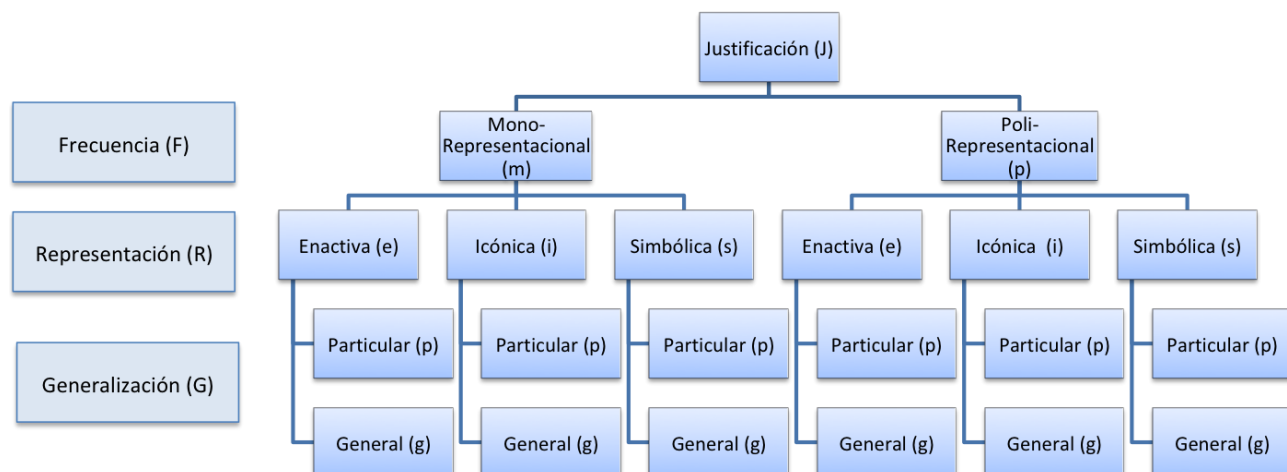 Justificación (J)
Mono-
Representacional
(m)
Poli-
Representacional
(p)
Frecuencia (F)
Enactiva (e)
Icónica (i)
Simbólica (s)
Enactiva (e)
Icónica (i)
Simbólica (s)
Representación (R)
Particular (p)
Particular (p)
Particular (p)
Particular (p)
Particular (p)
Particular (p)
Generalización (G)
General (g)
General (g)
General (g)
General (g)
General (g)
General (g)